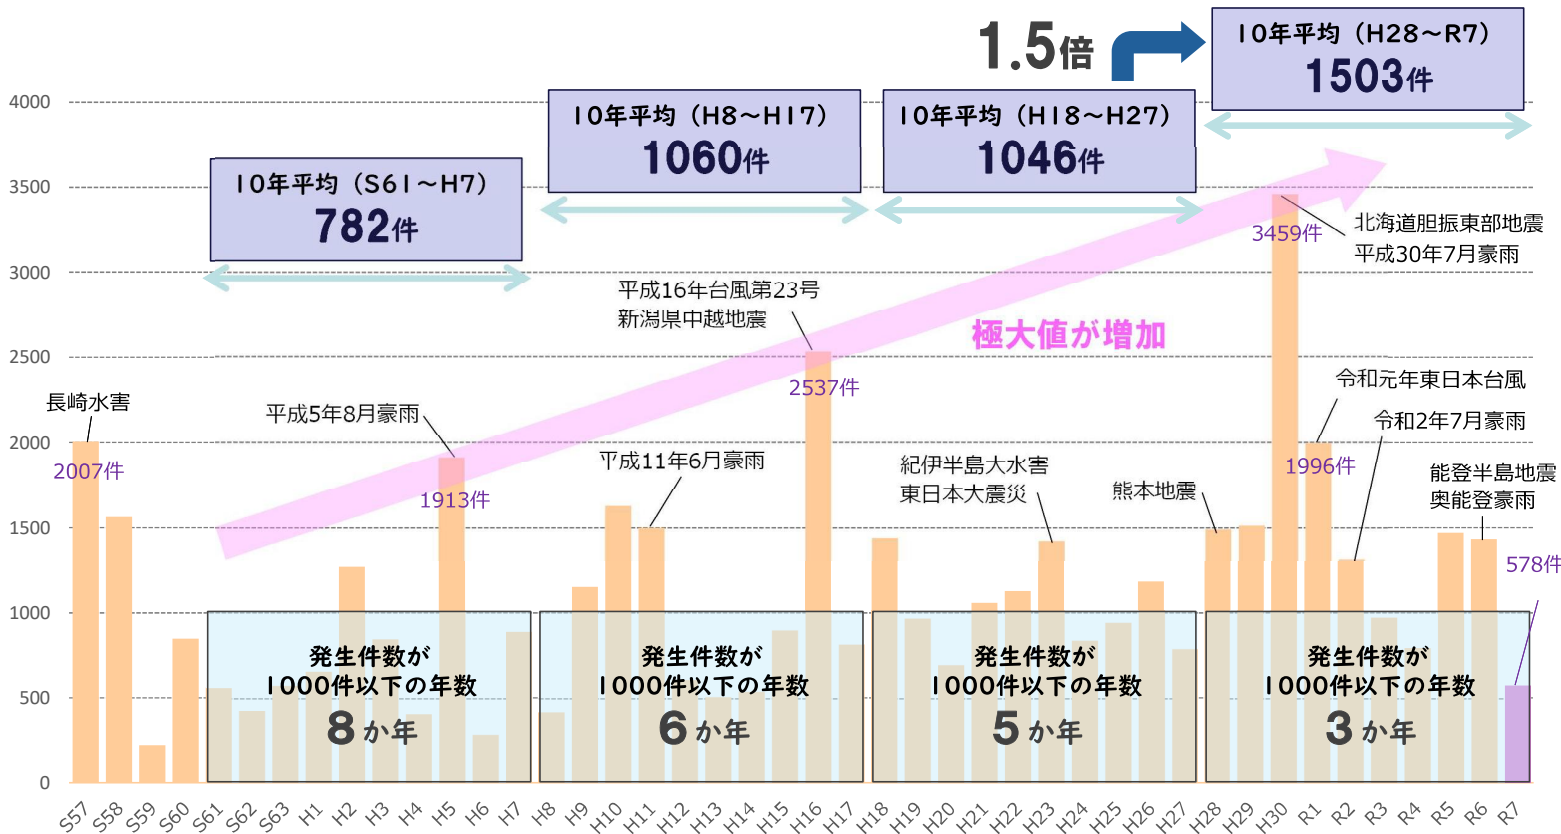 1.5倍
10年平均（H28～R7）
1503件
10年平均（H8～H17）
1060件
10年平均（H18～H27）
1046件
10年平均（S61～H7）
782件
4000
3500
3000
2500
2000
1500
1000
500
0
北海道胆振東部地震
平成30年7月豪雨
3459件
平成16年台風第23号
新潟県中越地震
極大値が増加
2537件
令和元年東日本台風
長崎水害
平成5年8月豪雨
令和2年7月豪雨
2007件
1913件
平成11年6月豪雨
紀伊半島大水害
東日本大震災
熊本地震
1996件
能登半島地震
奥能登豪雨
578件
発生件数が
1000件以下の年数
8か年
発生件数が
1000件以下の年数
6か年
発生件数が
1000件以下の年数
5か年
発生件数が
1000件以下の年数
3か年
S57 S58 S59 S60 S61 S62 S63 H1 H2 H3 H4 H5 H6 H7 H8 H9 H10 H11 H12 H13 H14 H15 H16 H17 H18 H19 H20 H21 H22 H23 H24 H25 H26 H27 H28 H29 H30 R1 R2 R3 R4 R5 R6 R7